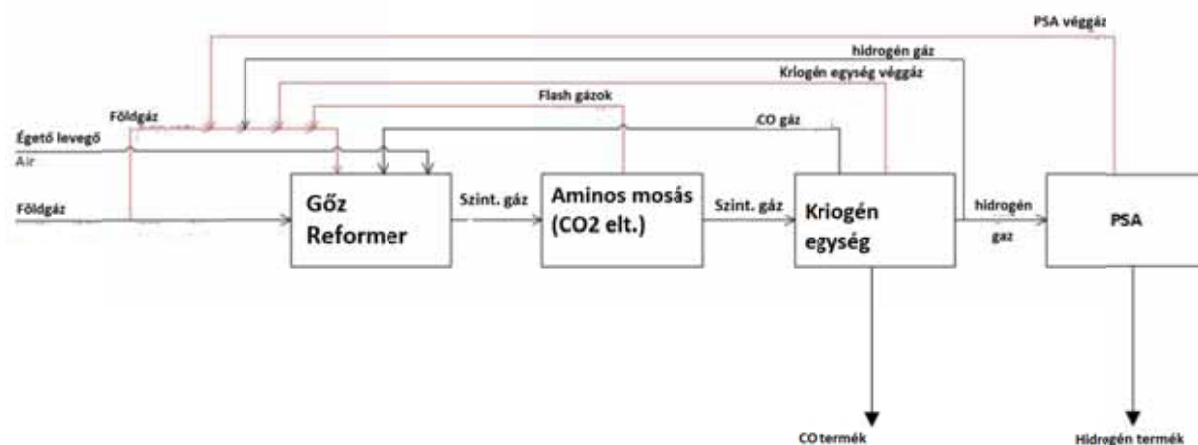 PSA véggáz
hidrogén gáz
Kriogén egység véggáz
Flash gázok
Földgáz
CO gáz
Égető levegő
Air
Földgáz
Gőz
Reformer
Szint. gáz
Aminos mosás
(CO2 elt.)
Szint. gáz
Kriogén
egység
hidrogén
gaz
PSA
CO termék
Hidrogén termék